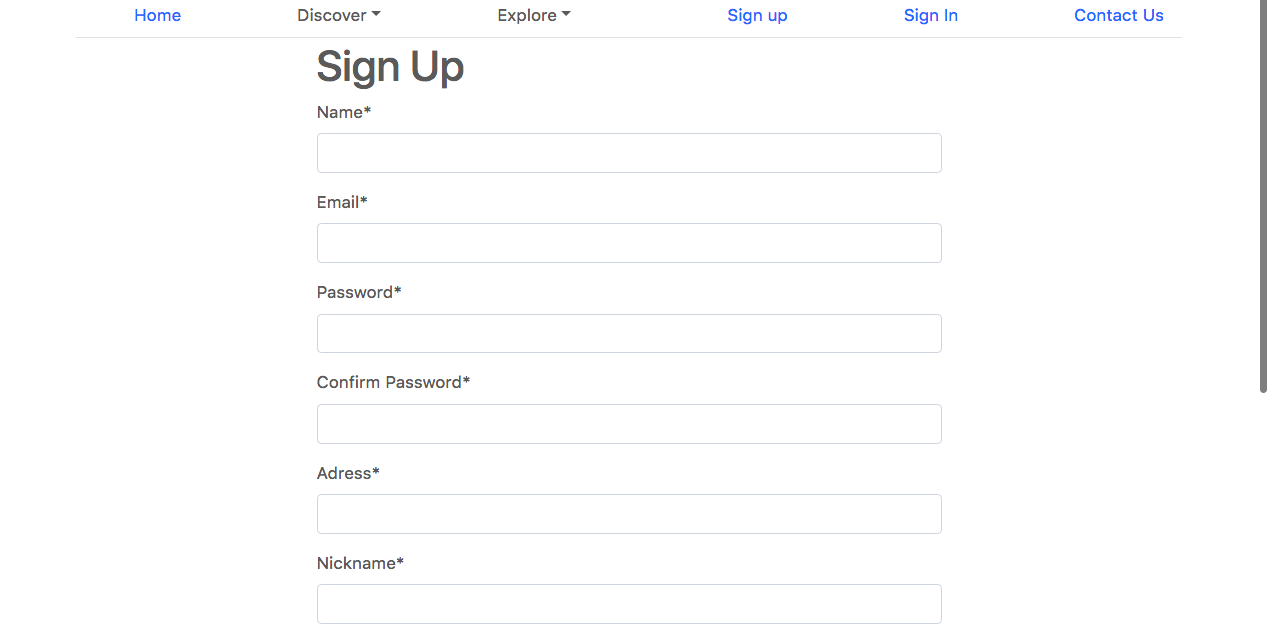 Home Discover Explore Sign up Sign In Contact Us
Sign Up
Name*
Email*
Password*
Confirm Password*
Adress*
Nickname*